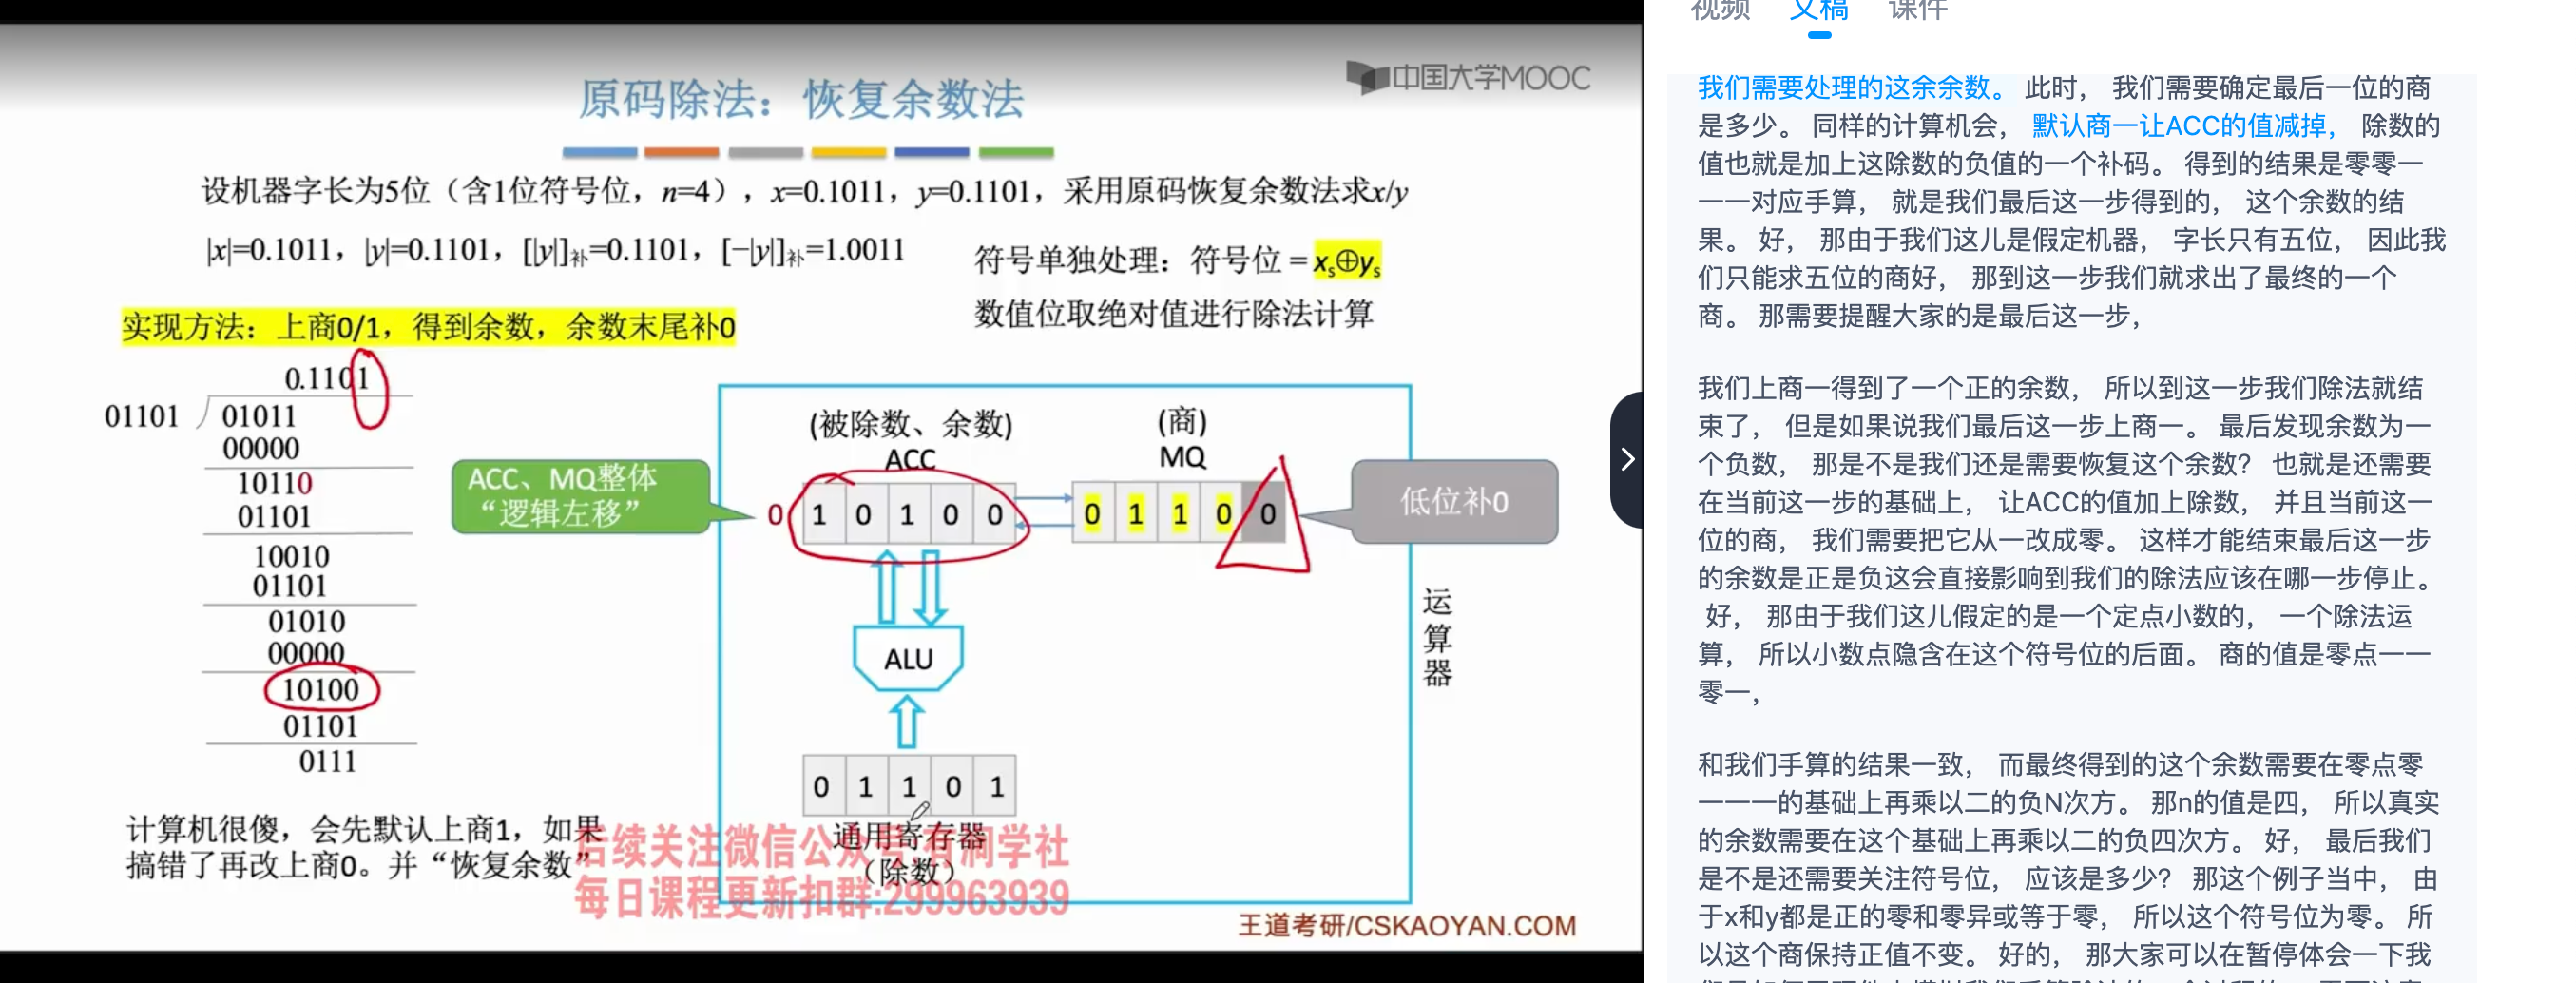 中国大学MOOC
原码除法：恢复余数法
设机器字长为5位（含1位符号位，n=4），x=0.1011，y=0.1101，采用原码恢复余数法求x/y
|x|=0.1011，|y|=0.1101，[|y|]补=0.1101，[−|y|]补=1.0011
符号单独处理：符号位 = xs⊕ys
数值位取绝对值进行除法计算
实现方法：上商0/1，得到余数，余数末尾补0
0.1101
01101
01011
00000
10110
01101
10010
01101
01010
00000
10100
01101
0111
计算机很傻，会先默认上商1，如果
搞错了再改上商0。并“恢复余数”
ACC、MQ整体
“逻辑左移”
(被除数、余数)
ACC
(商)
MQ
0
1 0 1 0 0
0 1 1 0 0
低位补0
ALU
运算器
0 1 1 0 1
通用寄存器
（除数）
后续关注微信公众号:有洞学社
每日课程更新扣群:299963939
王道考研/CSKAOYAN.COM
视频 文稿 课件
我们需要处理的这余余数。 此时， 我们需要确定最后一位的商
是多少。 同样的计算机会， 默认商一让ACC的值减掉， 除数的
值也就是加上这除数的负值的一个补码。 得到的结果是零零一
一一对应手算， 就是我们最后这一步得到的， 这个余数的结
果。 好， 那由于我们这儿是假定机器， 字长只有五位， 因此我
们只能求五位的商好， 那到这一步我们就求出了最终的一个
商。 那需要提醒大家的是最后这一步，
我们上商一得到了一个正的余数， 所以到这一步我们除法就结
束了， 但是如果说我们最后这一步上商一。 最后发现余数为一
个负数， 那是不是我们还是需要恢复这个余数？ 也就是还需要
在当前这一步的基础上， 让ACC的值加上除数， 并且当前这一
位的商， 我们需要把它从一改成零。 这样才能结束最后这一步
的余数是正是负这会直接影响到我们的除法应该在哪一步停止。
好， 那由于我们这儿假定的是一个定点小数的， 一个除法运
算， 所以小数点隐含在这个符号位的后面。 商的值是零点一一
零一，
和我们手算的结果一致， 而最终得到的这个余数需要在零点零
一一一的基础上再乘以二的负N次方。 那n的值是四， 所以真实
的余数需要在这个基础上再乘以二的负四次方。 好， 最后我们
是不是还需要关注符号位， 应该是多少？ 那这个例子当中， 由
于x和y都是正的零和零异或等于零， 所以这个符号位为零。 所
以这个商保持正值不变。 好的， 那大家可以在暂停体会一下我